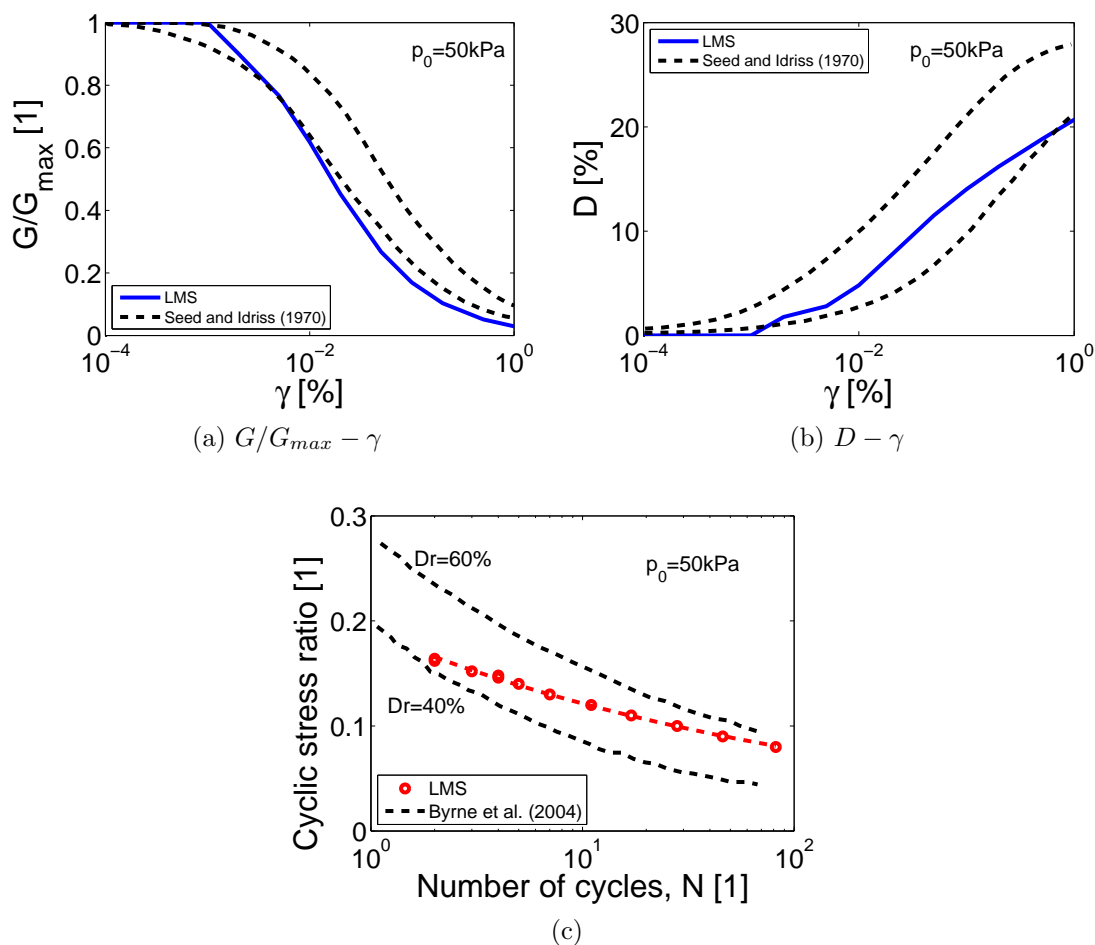 1
0.8
0.6
0.4
0.2
0
G/G_max [1]
p_0=50kPa
LMS
Seed and Idriss (1970)
10^−4
10^−2
10^0
γ [%]
(a) G/G_max − γ
30
20
10
0
D [%]
LMS
Seed and Idriss (1970)
p_0=50kPa
10^−4
10^−2
10^0
γ [%]
(b) D − γ
0.3
0.2
0.1
0
Cyclic stress ratio [1]
Dr=60%
p_0=50kPa
Dr=40%
LMS
Byrne et al. (2004)
10^0
10^1
10^2
Number of cycles, N [1]
(c)